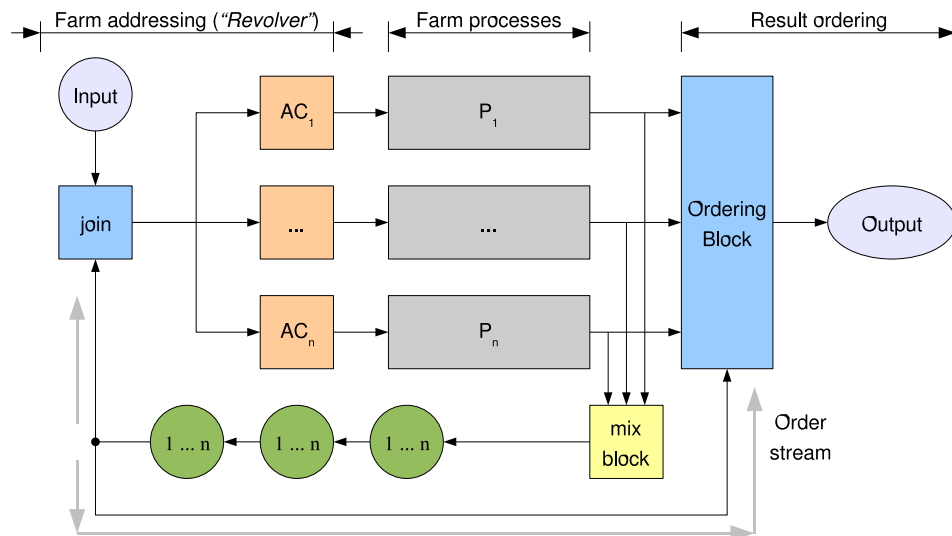 Farm addressing (“Revolver”)
Farm processes
Result ordering
Input
AC1
P1
join
...
...
Ordering
Block
Output
ACn
Pn
1 ... n
1 ... n
1 ... n
mix
block
Order
stream